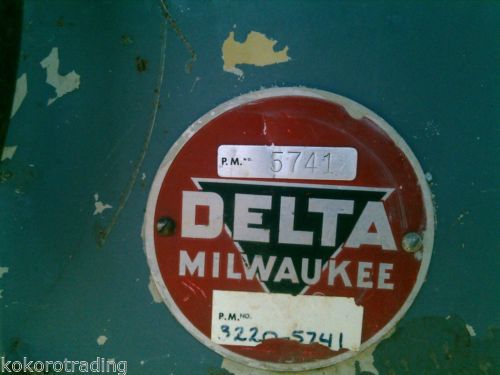 P.M. NO. 5741
DELTA
MILWAUKEE
P.M. NO.
3220-5741
kokorotrading